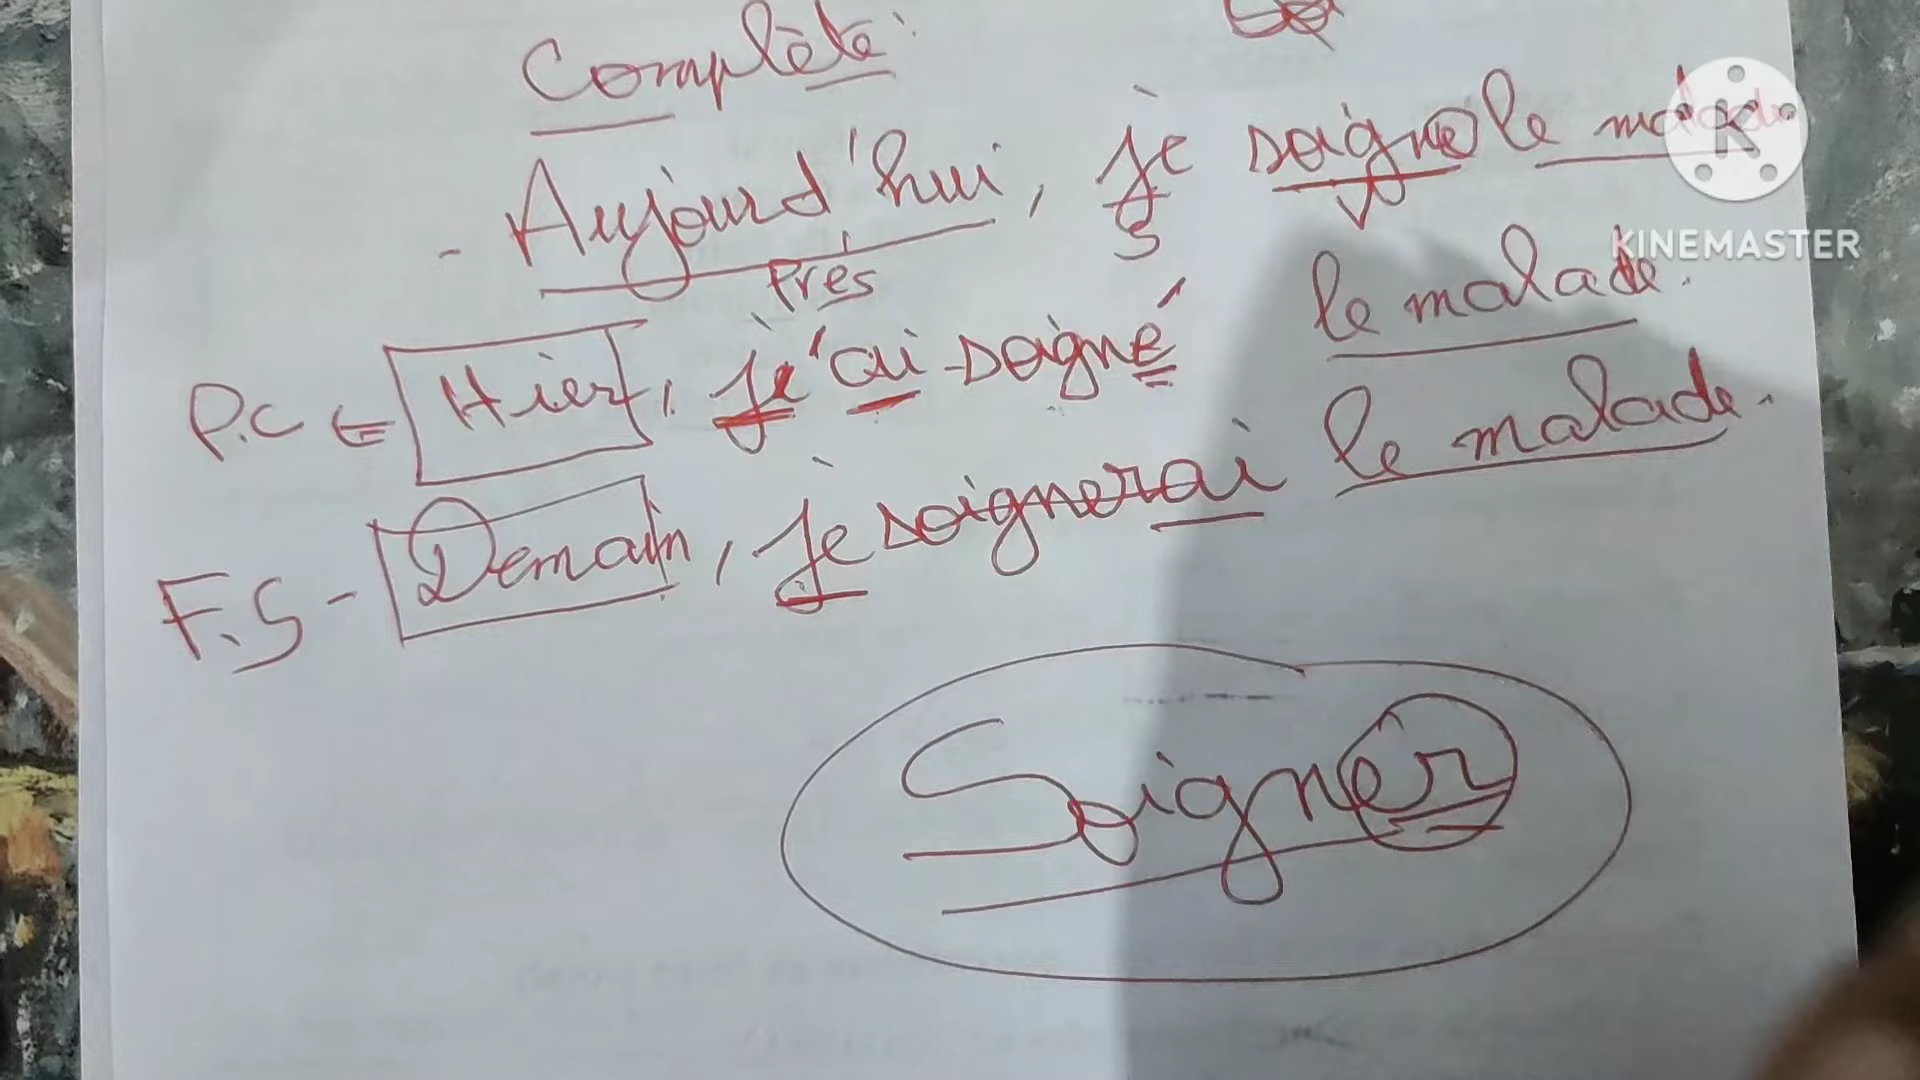 Complète:
- Aujourd'hui, je soigne le malade
Pres
S
V
P.C ⇐ Hier, j'ai soigné le malade.
F.S - Demain, je soignerai le malade.
Soigner
K
KINEMASTER